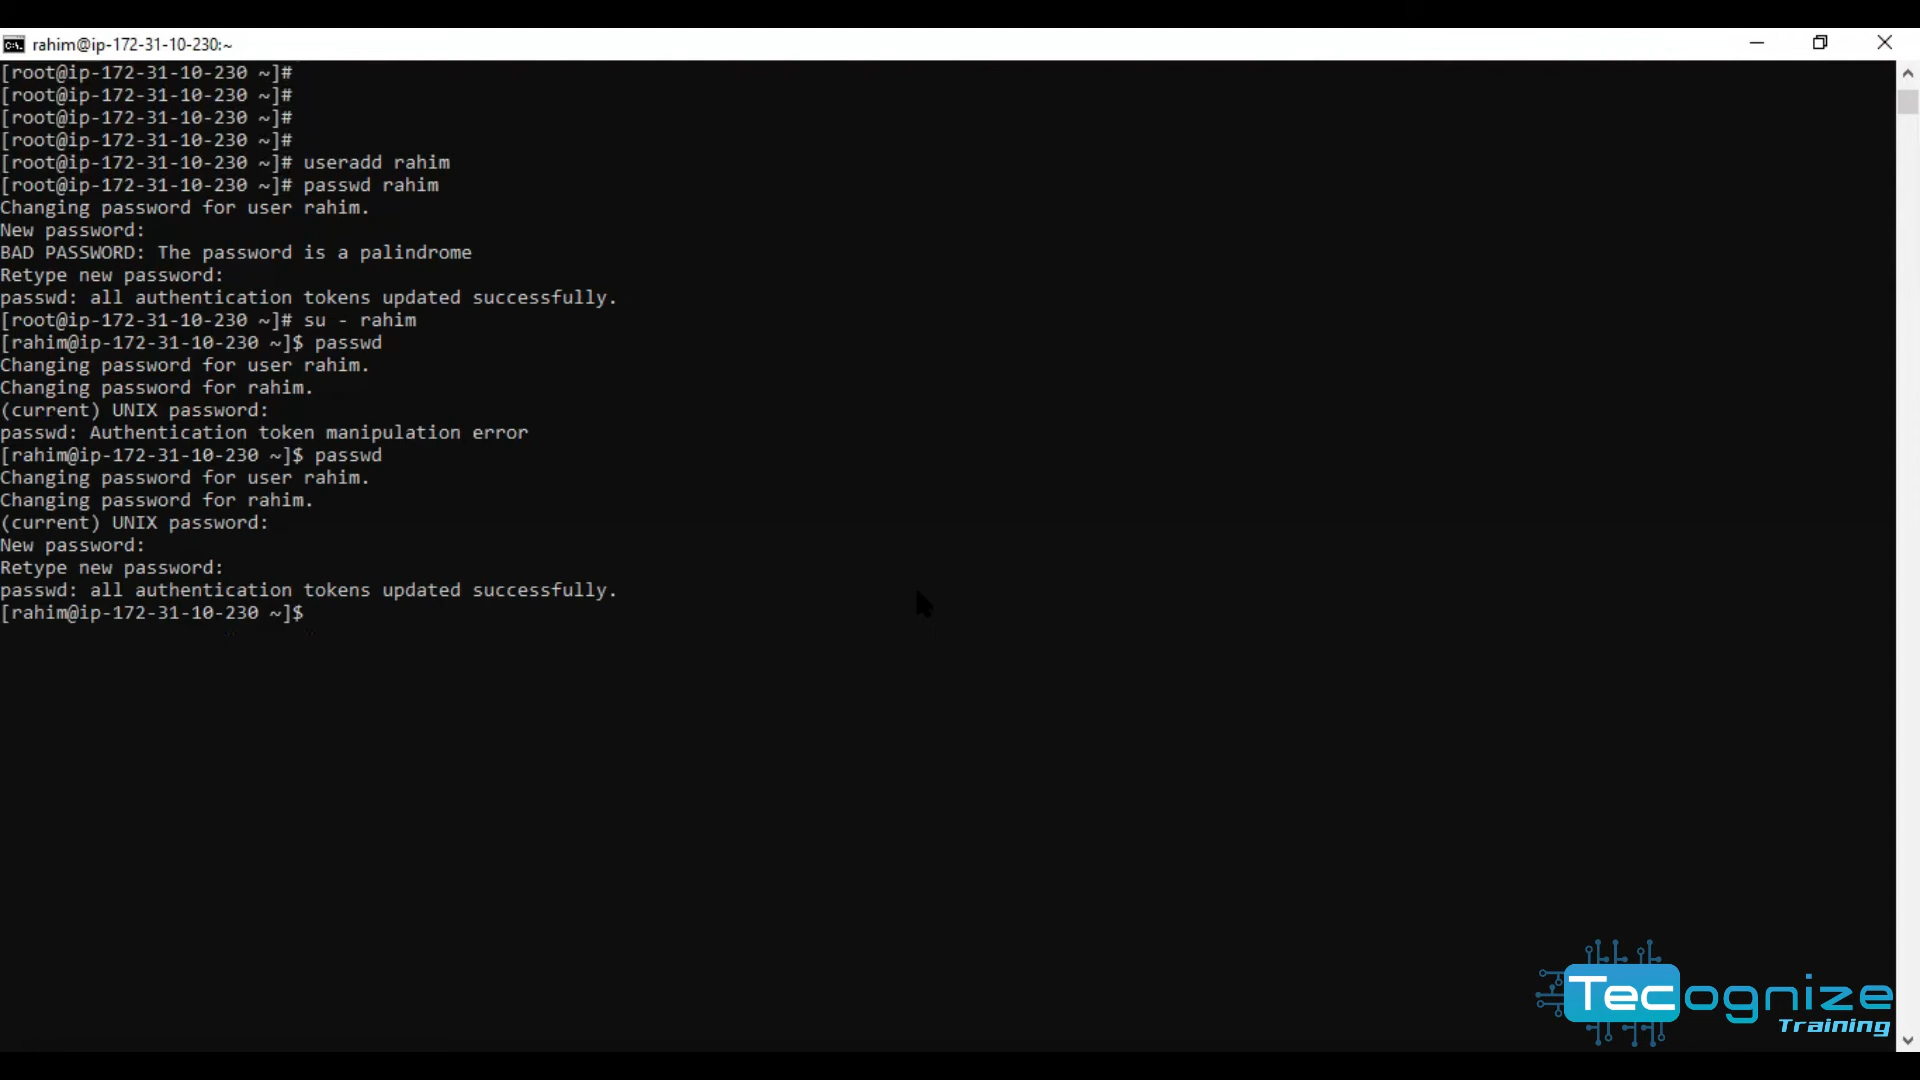 rahim@ip-172-31-10-230:~
[root@ip-172-31-10-230 ~]#
[root@ip-172-31-10-230 ~]#
[root@ip-172-31-10-230 ~]#
[root@ip-172-31-10-230 ~]#
[root@ip-172-31-10-230 ~]# useradd rahim
[root@ip-172-31-10-230 ~]# passwd rahim
Changing password for user rahim.
New password:
BAD PASSWORD: The password is a palindrome
Retype new password:
passwd: all authentication tokens updated successfully.
[root@ip-172-31-10-230 ~]# su - rahim
[rahim@ip-172-31-10-230 ~]$ passwd
Changing password for user rahim.
Changing password for rahim.
(current) UNIX password:
passwd: Authentication token manipulation error
[rahim@ip-172-31-10-230 ~]$ passwd
Changing password for user rahim.
Changing password for rahim.
(current) UNIX password:
New password:
Retype new password:
passwd: all authentication tokens updated successfully.
[rahim@ip-172-31-10-230 ~]$
Tecognize
Training